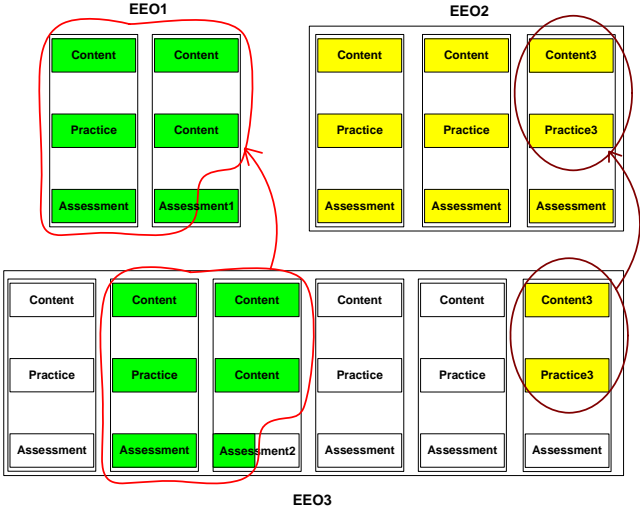 EEO1
EEO2
Content Content
Content Content Content3
Practice Content
Practice Practice Practice3
Assessment Assessment1
Assessment Assessment Assessment
Content Content Content Content Content Content3
Practice Practice Content Practice Practice Practice3
Assessment Assessment Assessment2 Assessment Assessment Assessment
EEO3